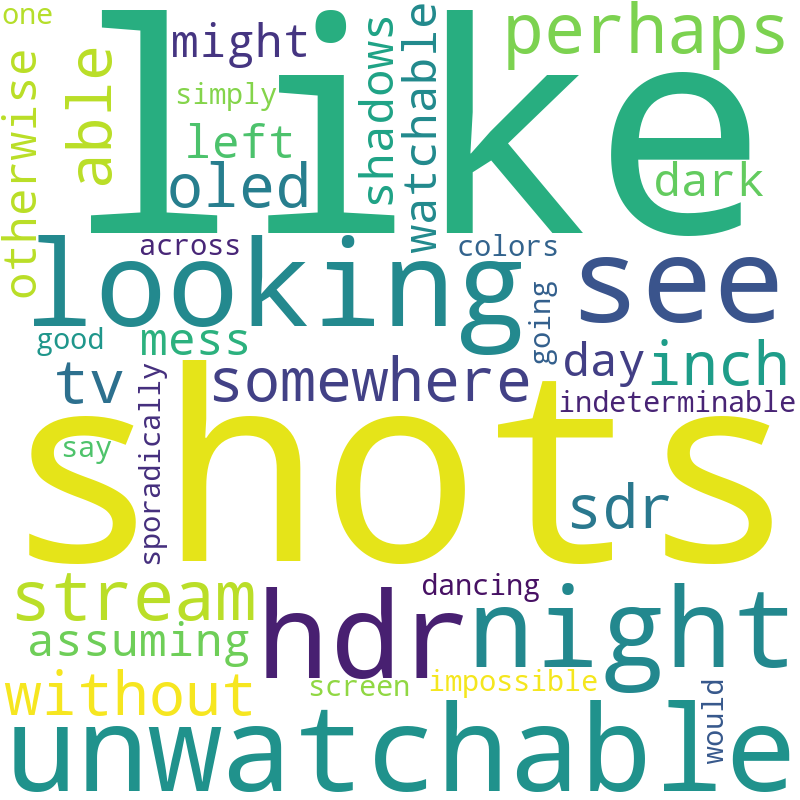 one
like
might
perhaps
simply
able
shadows
watchable
otherwise
left
oled
dark
across
colors
looking
see
good
mess
going
tv
somewhere
day
inch
indeterminable
shots
say
sporadically
sdr
stream
hdr
dancing
night
assuming
without
screen
impossible
would
unwatchable